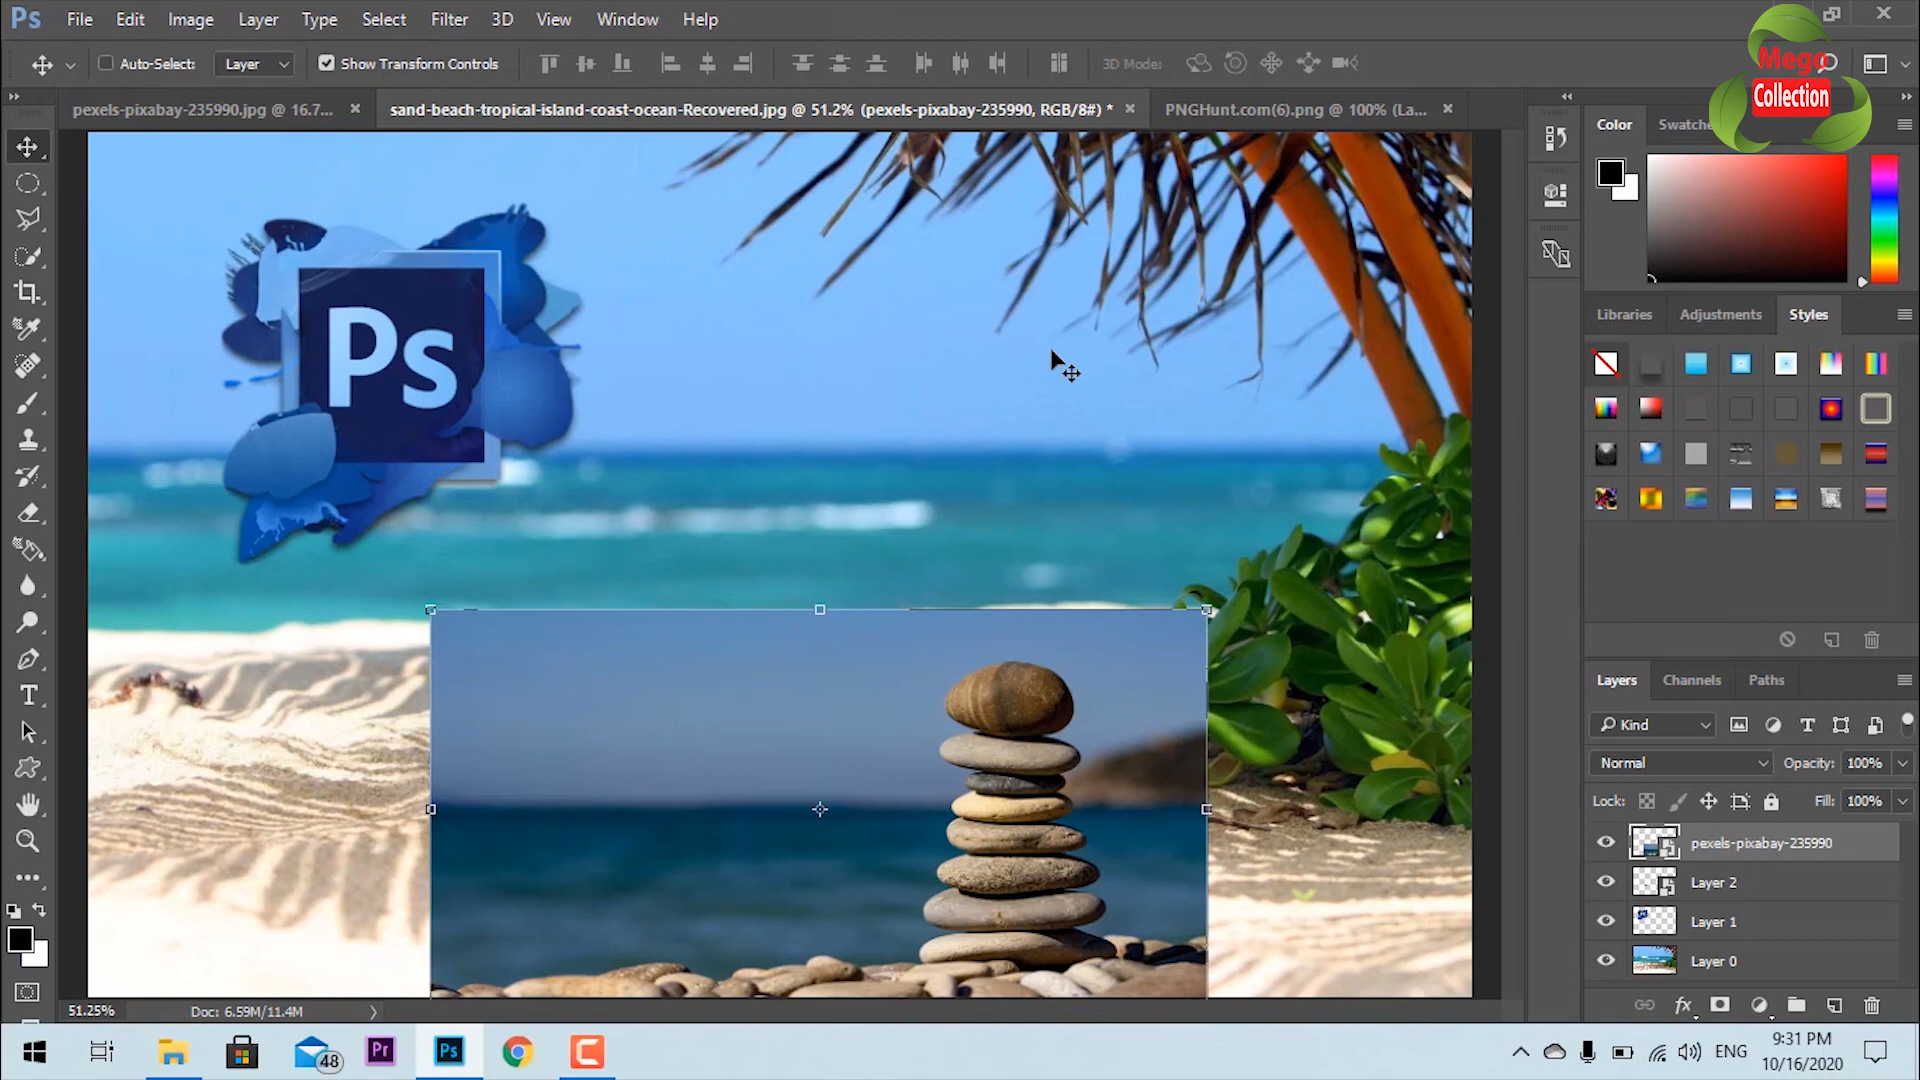 Ps File Edit Image Layer Type Select Filter 3D View Window Help
Auto-Select: Layer Show Transform Controls 3D Mode:
Mego
Collection
pexels-pixabay-235990.jpg @ 16.7... sand-beach-tropical-island-coast-ocean-Recovered.jpg @ 51.2% (pexels-pixabay-235990, RGB/8#) * PNGHunt.com(6).png @ 100% (La...
Color Swatche
Ps
Libraries Adjustments Styles
Layers Channels Paths
Kind
Normal Opacity: 100%
Lock: Fill: 100%
pexels-pixabay-235990
Layer 2
Layer 1
Layer 0
51.25% Doc: 6.59M/11.4M
48 Pr Ps ENG 9:31 PM
10/16/2020